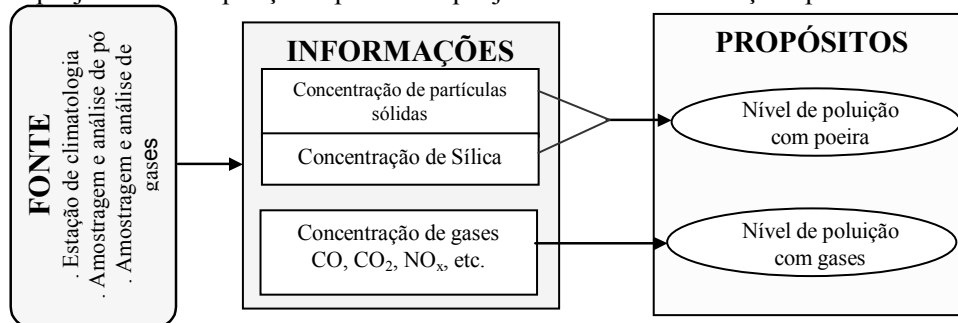 FONTE
. Estação de climatologia
. Amostragem e análise de pó
. Amostragem e análise de
gases
INFORMAÇÕES
Concentração de partículas
sólidas
Concentração de Sílica
Concentração de gases
CO, CO₂, NOₓ, etc.
PROPÓSITOS
Nível de poluição
com poeira
Nível de poluição
com gases